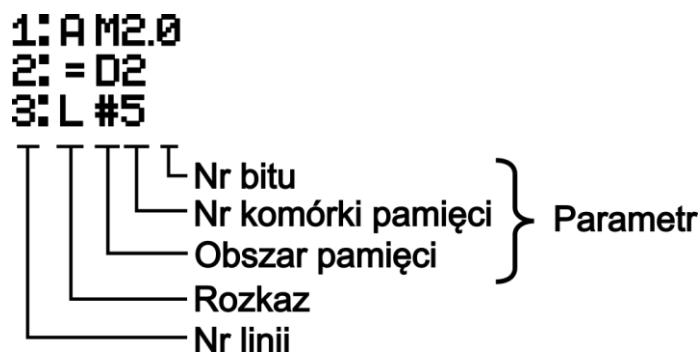 1: A M2.0
2: = D2
3: L #5
Nr bitu
Nr komórki pamięci
Obszar pamięci
Parametr
Rozkaz
Nr linii